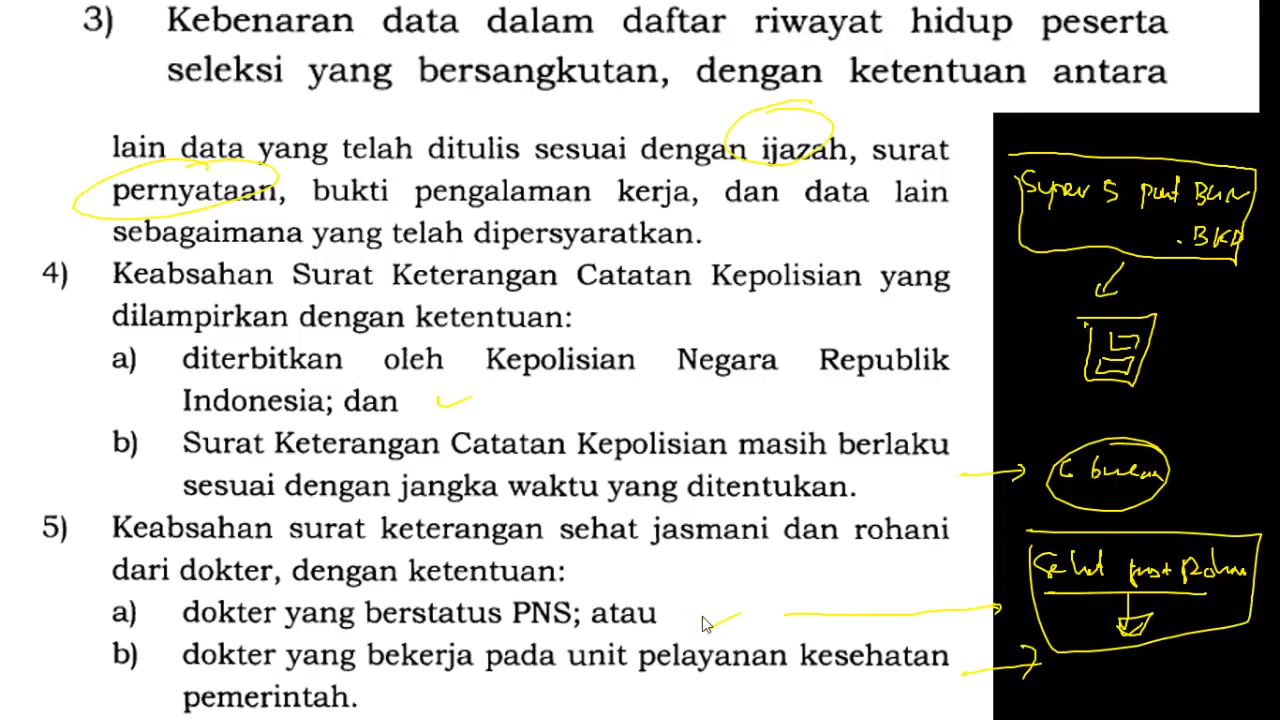 3) Kebenaran data dalam daftar riwayat hidup peserta
seleksi yang bersangkutan, dengan ketentuan antara
lain data yang telah ditulis sesuai dengan ijazah, surat
pernyataan, bukti pengalaman kerja, dan data lain
sebagaimana yang telah dipersyaratkan.
4) Keabsahan Surat Keterangan Catatan Kepolisian yang
dilampirkan dengan ketentuan:
a) diterbitkan oleh Kepolisian Negara Republik
Indonesia; dan
b) Surat Keterangan Catatan Kepolisian masih berlaku
sesuai dengan jangka waktu yang ditentukan.
5) Keabsahan surat keterangan sehat jasmani dan rohani
dari dokter, dengan ketentuan:
a) dokter yang berstatus PNS; atau
b) dokter yang bekerja pada unit pelayanan kesehatan
pemerintah.
Super 5 BKN
. BKD
Sehat